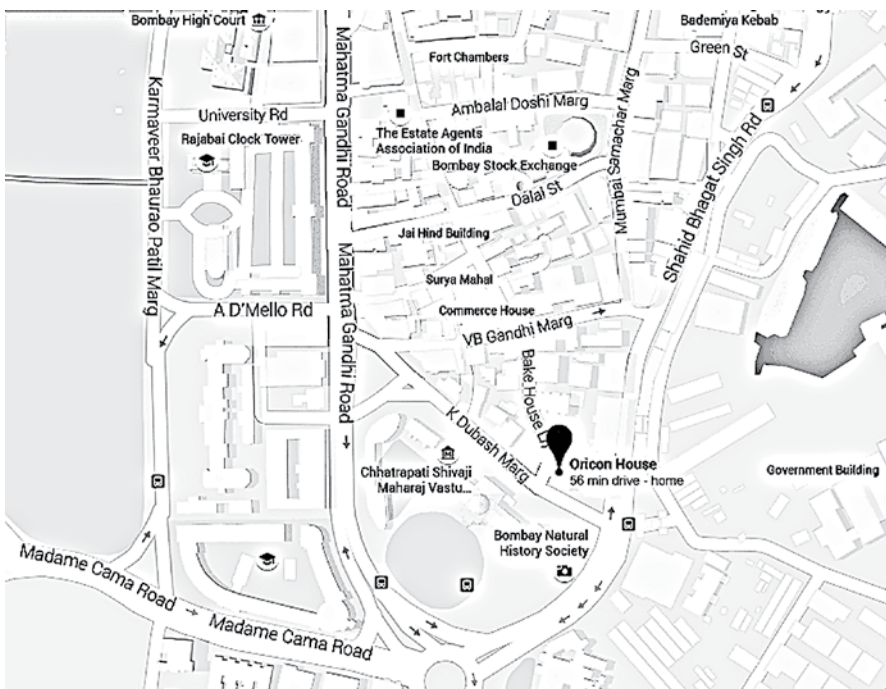 Bombay High Court
Bademiya Kebab
Green St
Mahatma Gandhi Road
Fort Chambers
Karmaveer Bhaurao Patil Marg
University Rd
Ambalal Doshi Marg
Mumbai Samachar Marg
Shahid Bhagat Singh Rd
Rajabai Clock Tower
The Estate Agents
Association of India
Bombay Stock Exchange
Dalal St
Jai Hind Building
Mahatma Gandhi Road
Surya Mahal
A D'Mello Rd
Commerce House
VB Gandhi Marg
Bake House Ln
K Dubash Marg
Oricon House
56 min drive - home
Chhatrapati Shivaji
Maharaj Vastu...
Government Building
Bombay Natural
History Society
Madame Cama Road
Madame Cama Road